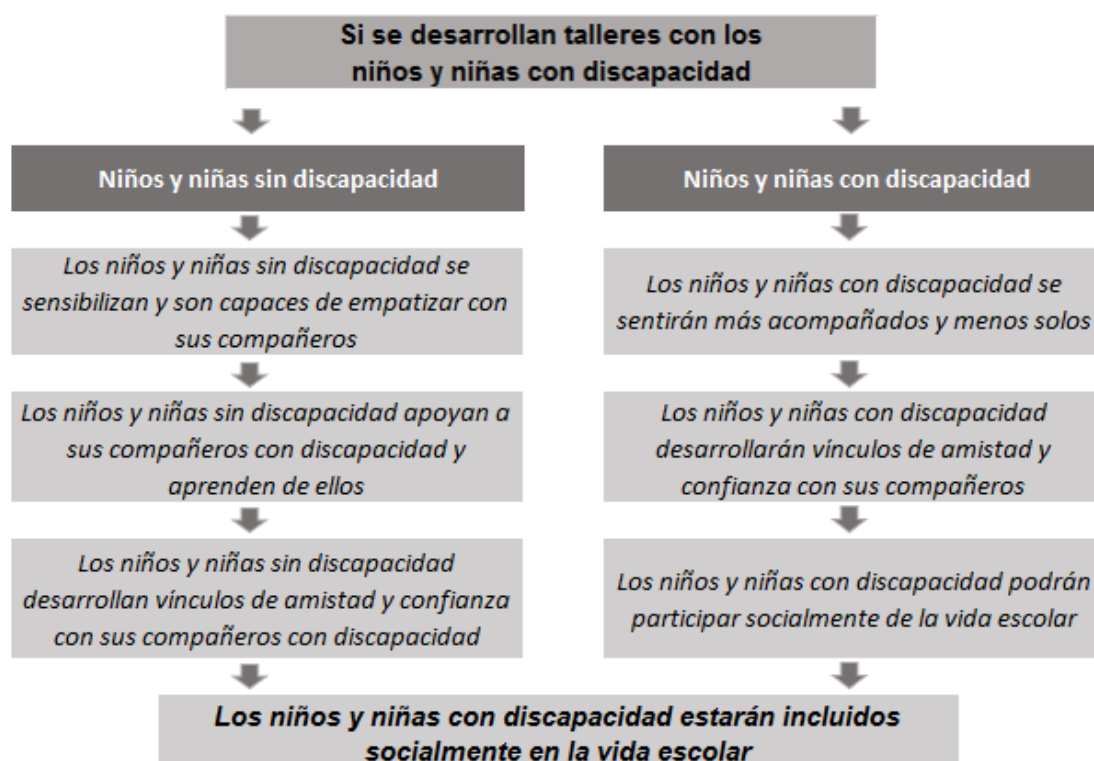 Si se desarrollan talleres con los
niños y niñas con discapacidad
Niños y niñas sin discapacidad
Los niños y niñas sin discapacidad se
sensibilizan y son capaces de empatizar con
sus compañeros
Los niños y niñas sin discapacidad apoyan a
sus compañeros con discapacidad y
aprenden de ellos
Los niños y niñas sin discapacidad
desarrollan vínculos de amistad y confianza
con sus compañeros con discapacidad
Niños y niñas con discapacidad
Los niños y niñas con discapacidad se
sentirán más acompañados y menos solos
Los niños y niñas con discapacidad
desarrollarán vínculos de amistad y
confianza con sus compañeros
Los niños y niñas con discapacidad podrán
participar socialmente de la vida escolar
Los niños y niñas con discapacidad estarán incluidos
socialmente en la vida escolar